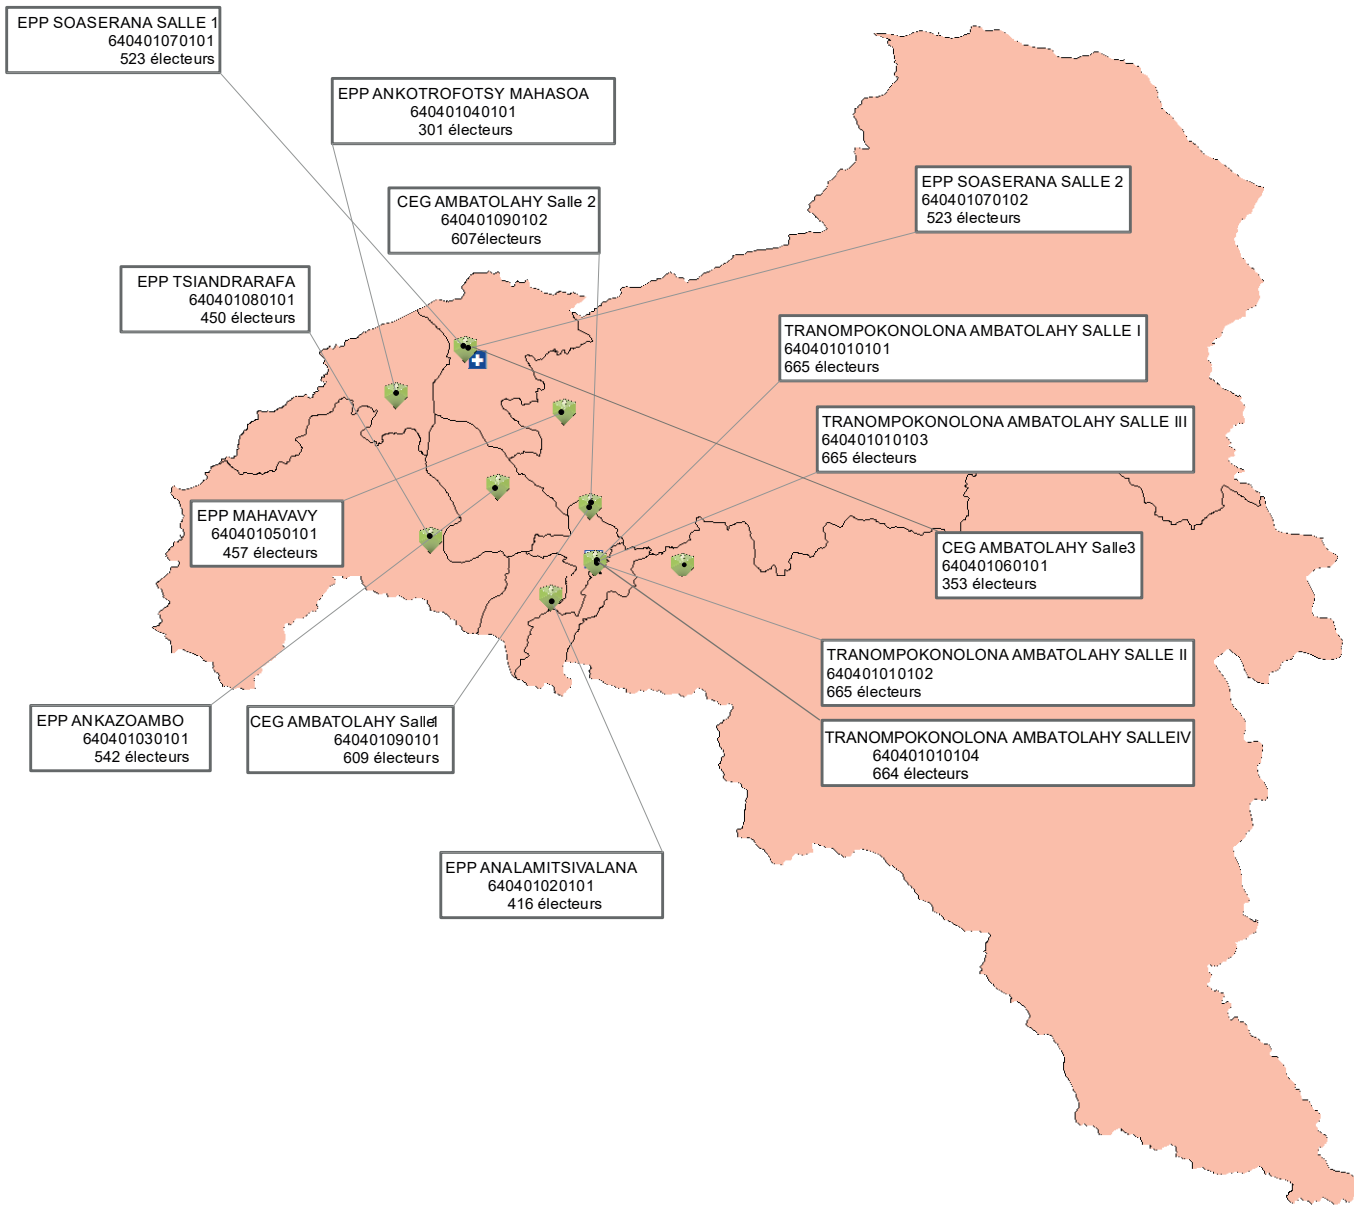 EPP SOASERANA SALLE 1
640401070101
523 électeurs
EPP ANKOTROFOTSY MAHASOA
640401040101
301 électeurs
CEG AMBATOLAHY Salle 2
640401090102
607électeurs
EPP SOASERANA SALLE 2
640401070102
523 électeurs
EPP TSIANDRARAFA
640401080101
450 électeurs
TRANOMPOKONOLONA AMBATOLAHY SALLE I
640401010101
665 électeurs
TRANOMPOKONOLONA AMBATOLAHY SALLE III
640401010103
665 électeurs
EPP MAHAVAVY
640401050101
457 électeurs
CEG AMBATOLAHY Salle3
640401060101
353 électeurs
TRANOMPOKONOLONA AMBATOLAHY SALLE II
640401010102
665 électeurs
EPP ANKAZOAMBO
640401030101
542 électeurs
CEG AMBATOLAHY Salle1
640401090101
609 électeurs
TRANOMPOKONOLONA AMBATOLAHY SALLEIV
640401010104
664 électeurs
EPP ANALAMITSIVALANA
640401020101
416 électeurs